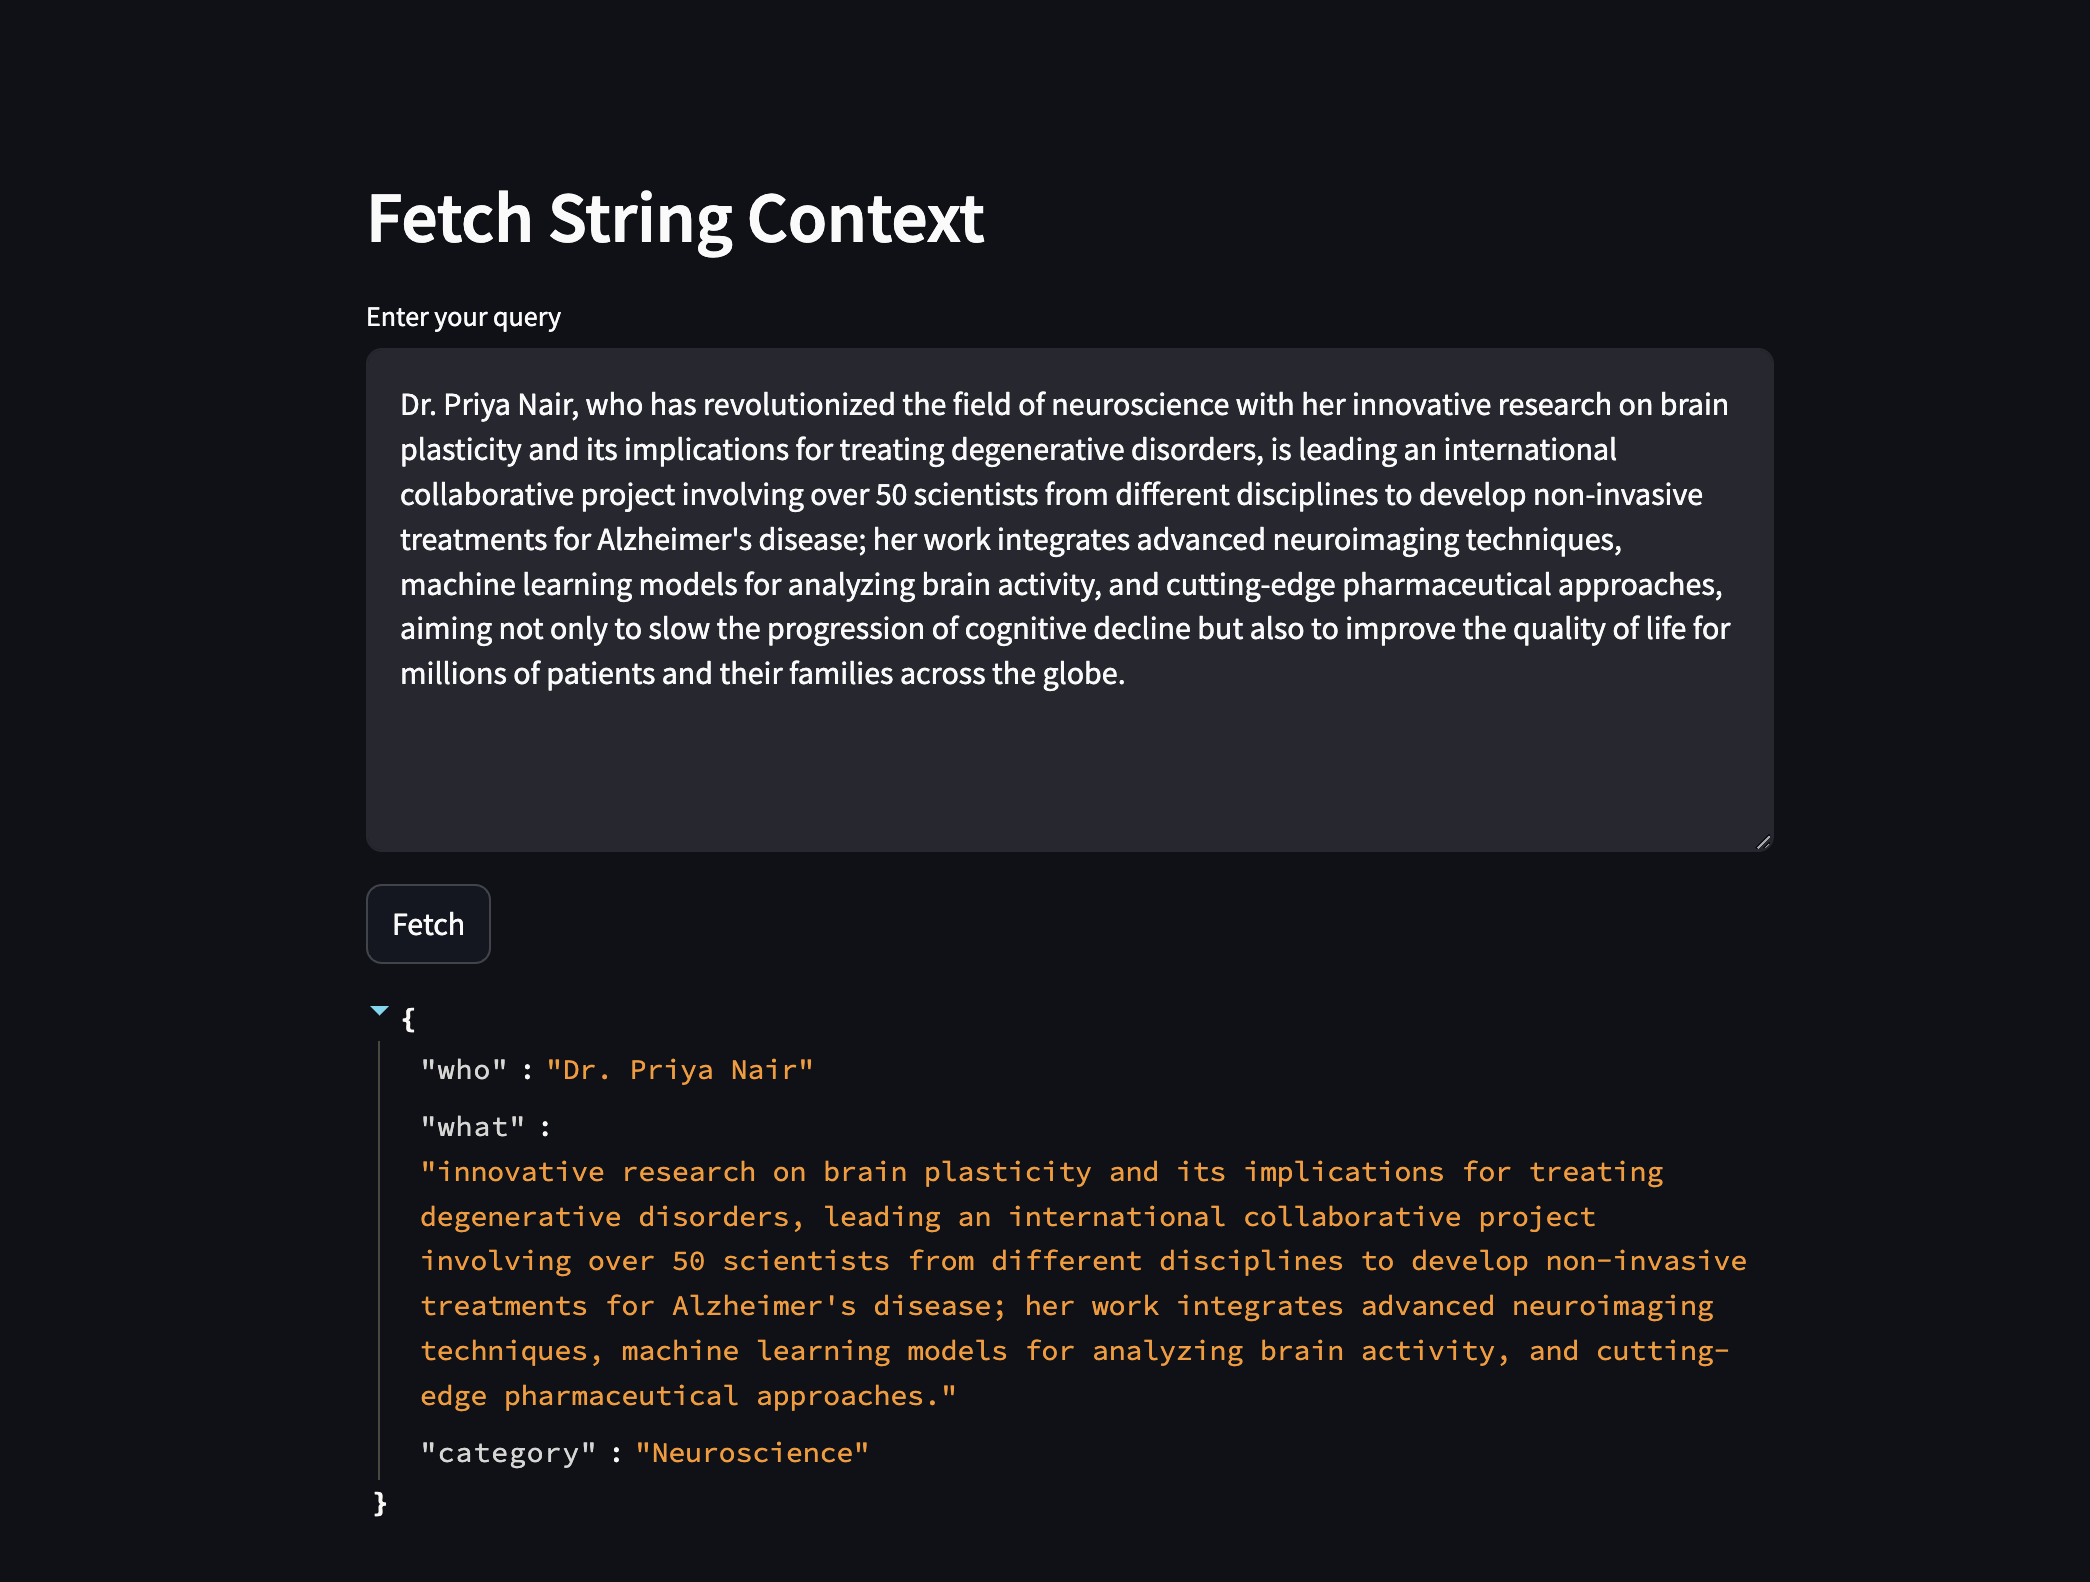 Fetch String Context
Enter your query
Dr. Priya Nair, who has revolutionized the field of neuroscience with her innovative research on brain
plasticity and its implications for treating degenerative disorders, is leading an international
collaborative project involving over 50 scientists from different disciplines to develop non-invasive
treatments for Alzheimer's disease; her work integrates advanced neuroimaging techniques,
machine learning models for analyzing brain activity, and cutting-edge pharmaceutical approaches,
aiming not only to slow the progression of cognitive decline but also to improve the quality of life for
millions of patients and their families across the globe.
Fetch
{
"who" : "Dr. Priya Nair"
"what" :
"innovative research on brain plasticity and its implications for treating
degenerative disorders, leading an international collaborative project
involving over 50 scientists from different disciplines to develop non-invasive
treatments for Alzheimer's disease; her work integrates advanced neuroimaging
techniques, machine learning models for analyzing brain activity, and cutting-
edge pharmaceutical approaches."
"category" : "Neuroscience"
}